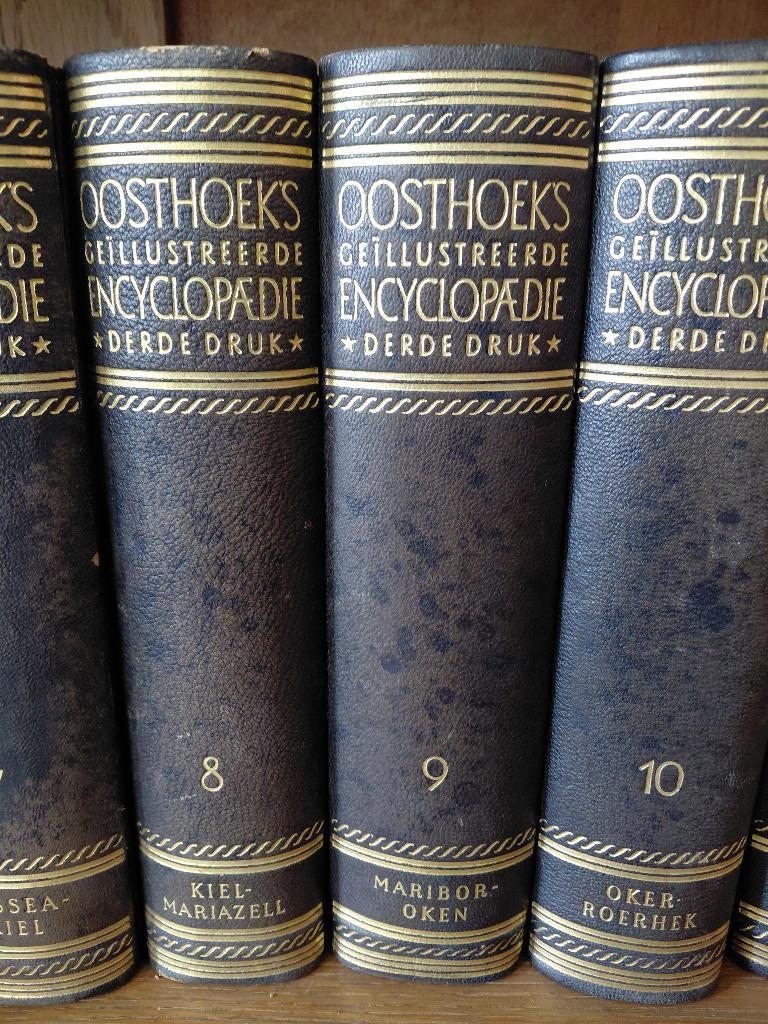 OOSTHOEK'S
GEÏLLUSTREERDE
ENCYCLOPÆDIE
★DERDE DRUK★
8
KIEL-
MARIAZELL
OOSTHOEK'S
GEÏLLUSTREERDE
ENCYCLOPÆDIE
★DERDE DRUK★
9
MARIBOR-
OKEN
10
OKER-
ROERHEK
★DERDE